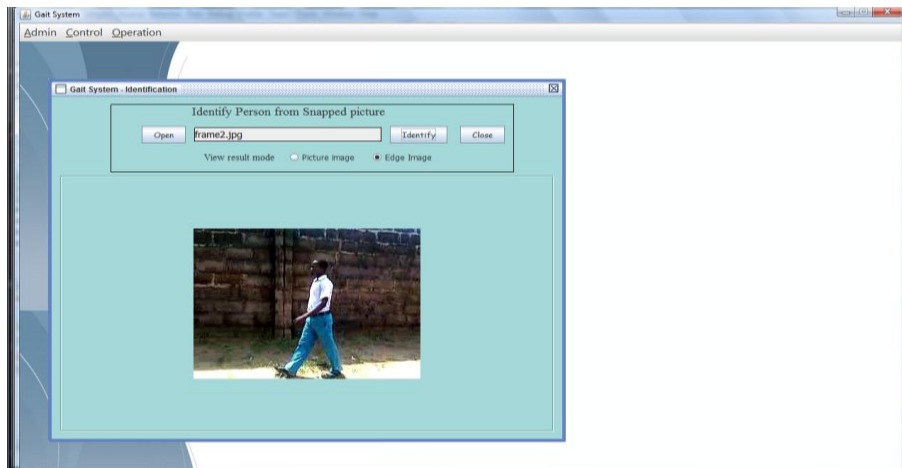 Gait System
Admin Control Operation
Gait System - Identification
Identify Person from Snapped picture
Open frame2.jpg Identify Close
View result mode Picture image Edge Image